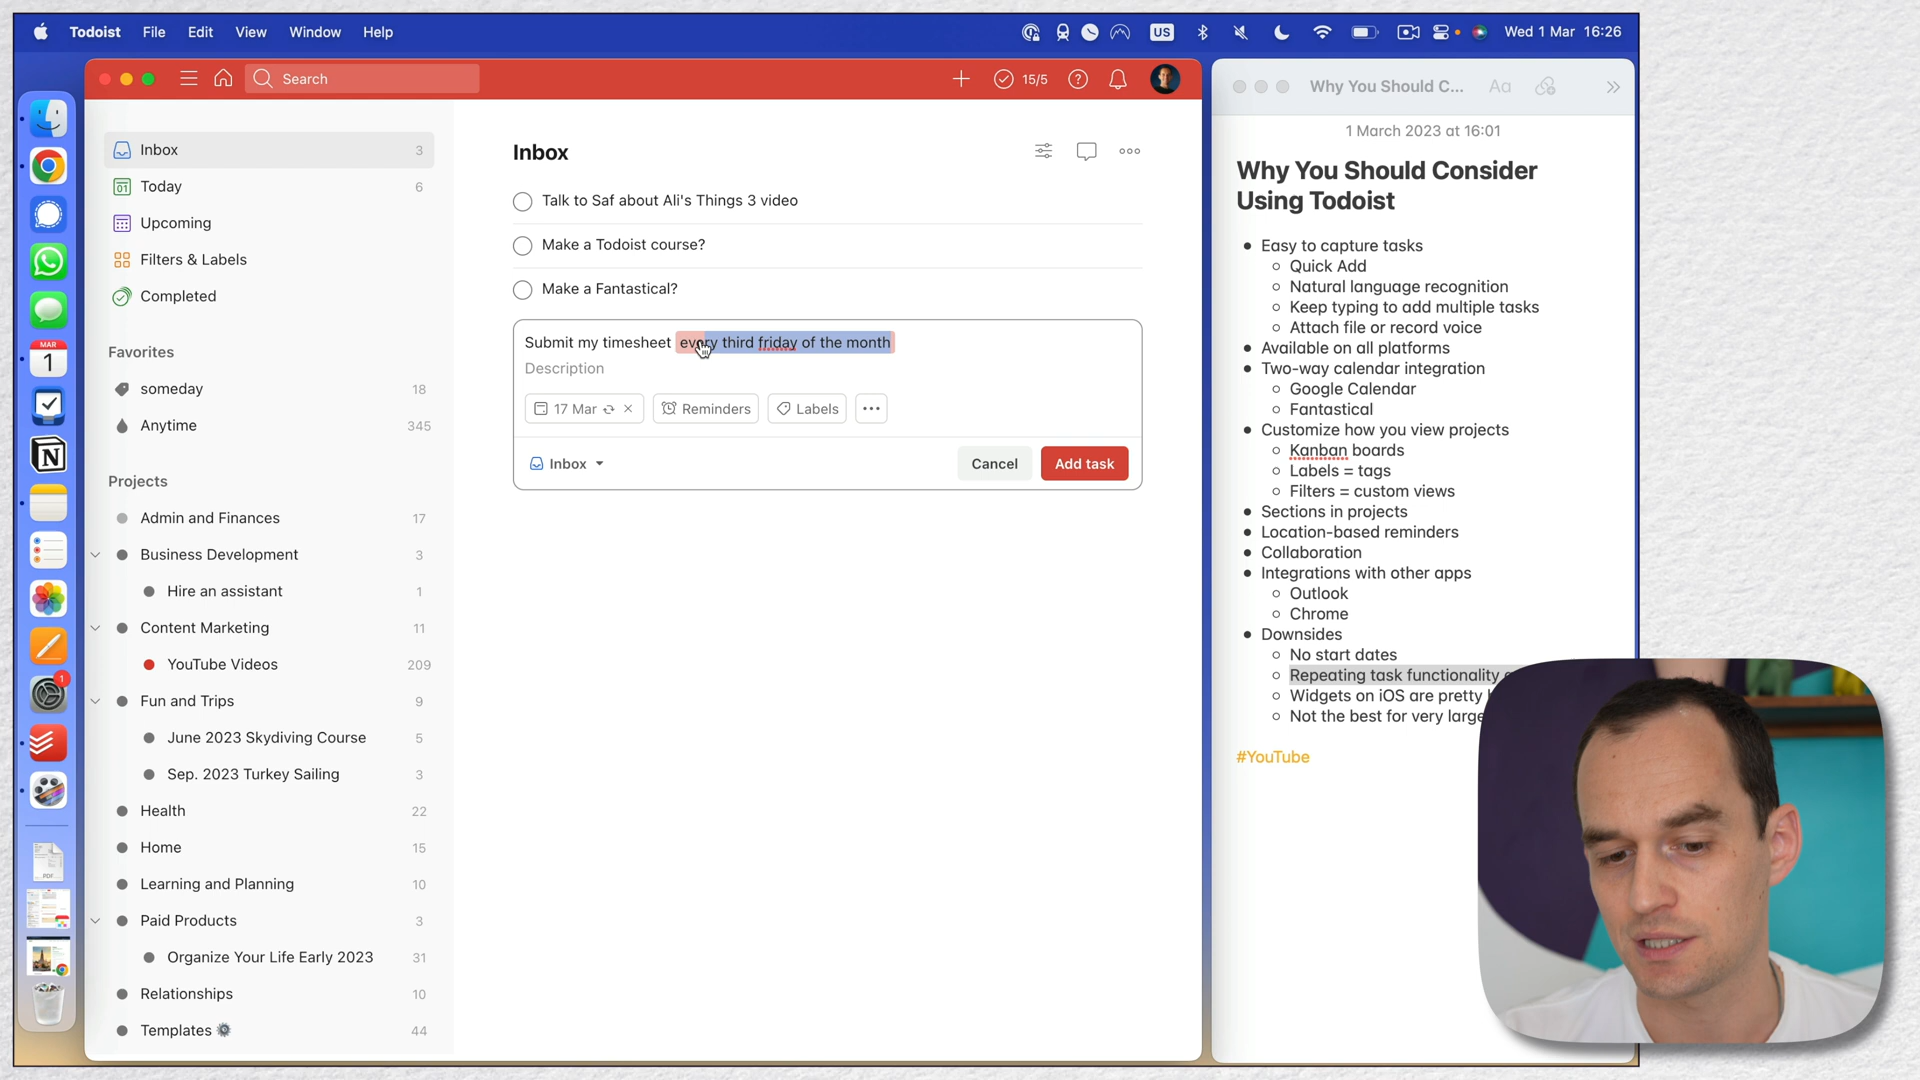 Todoist File Edit View Window Help
US
Wed 1 Mar 16:26
Search
15/5
Inbox 3
Today 6
Upcoming
Filters & Labels
Completed
Favorites
someday 18
Anytime 345
Projects
Admin and Finances 17
Business Development 3
Hire an assistant 1
Content Marketing 11
YouTube Videos 209
Fun and Trips 9
June 2023 Skydiving Course 5
Sep. 2023 Turkey Sailing 3
Health 22
Home 15
Learning and Planning 10
Paid Products 3
Organize Your Life Early 2023 31
Relationships 10
Templates 44
MAR
1
1
PDF
Inbox
Talk to Saf about Ali's Things 3 video
Make a Todoist course?
Make a Fantastical?
Submit my timesheet every third friday of the month
Description
17 Mar
Reminders
Labels
Inbox
Cancel
Add task
Why You Should C...
Aa
1 March 2023 at 16:01
Why You Should Consider
Using Todoist
Easy to capture tasks
Quick Add
Natural language recognition
Keep typing to add multiple tasks
Attach file or record voice
Available on all platforms
Two-way calendar integration
Google Calendar
Fantastical
Customize how you view projects
Kanban boards
Labels = tags
Filters = custom views
Sections in projects
Location-based reminders
Collaboration
Integrations with other apps
Outlook
Chrome
Downsides
No start dates
Repeating task functionality
Widgets on iOS are pretty
Not the best for very large
#YouTube